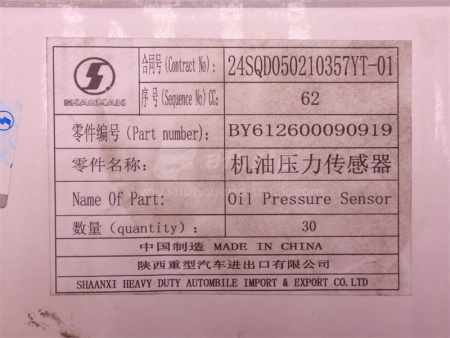 SHACMAN
合同号(Contract No): 24SQD050210357YT-01
序号(Sequence No)CC: 62
零件编号(Part number): BY612600090919
零件名称: 机油压力传感器
Name Of Part: Oil Pressure Sensor
数量(quantity): 30
中国制造 MADE IN CHINA
陕西重型汽车进出口有限公司
SHAANXI HEAVY DUTY AUTOMBILE IMPORT & EXPORT CO.LTD